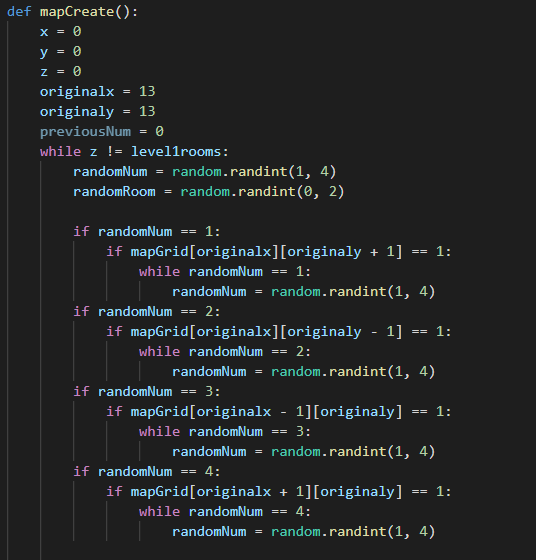 def mapCreate():
    x = 0
    y = 0
    z = 0
    originalx = 13
    originaly = 13
    previousNum = 0
    while z != level1rooms:
        randomNum = random.randint(1, 4)
        randomRoom = random.randint(0, 2)

        if randomNum == 1:
            if mapGrid[originalx][originaly + 1] == 1:
                while randomNum == 1:
                    randomNum = random.randint(1, 4)
        if randomNum == 2:
            if mapGrid[originalx][originaly - 1] == 1:
                while randomNum == 2:
                    randomNum = random.randint(1, 4)
        if randomNum == 3:
            if mapGrid[originalx - 1][originaly] == 1:
                while randomNum == 3:
                    randomNum = random.randint(1, 4)
        if randomNum == 4:
            if mapGrid[originalx + 1][originaly] == 1:
                while randomNum == 4:
                    randomNum = random.randint(1, 4)